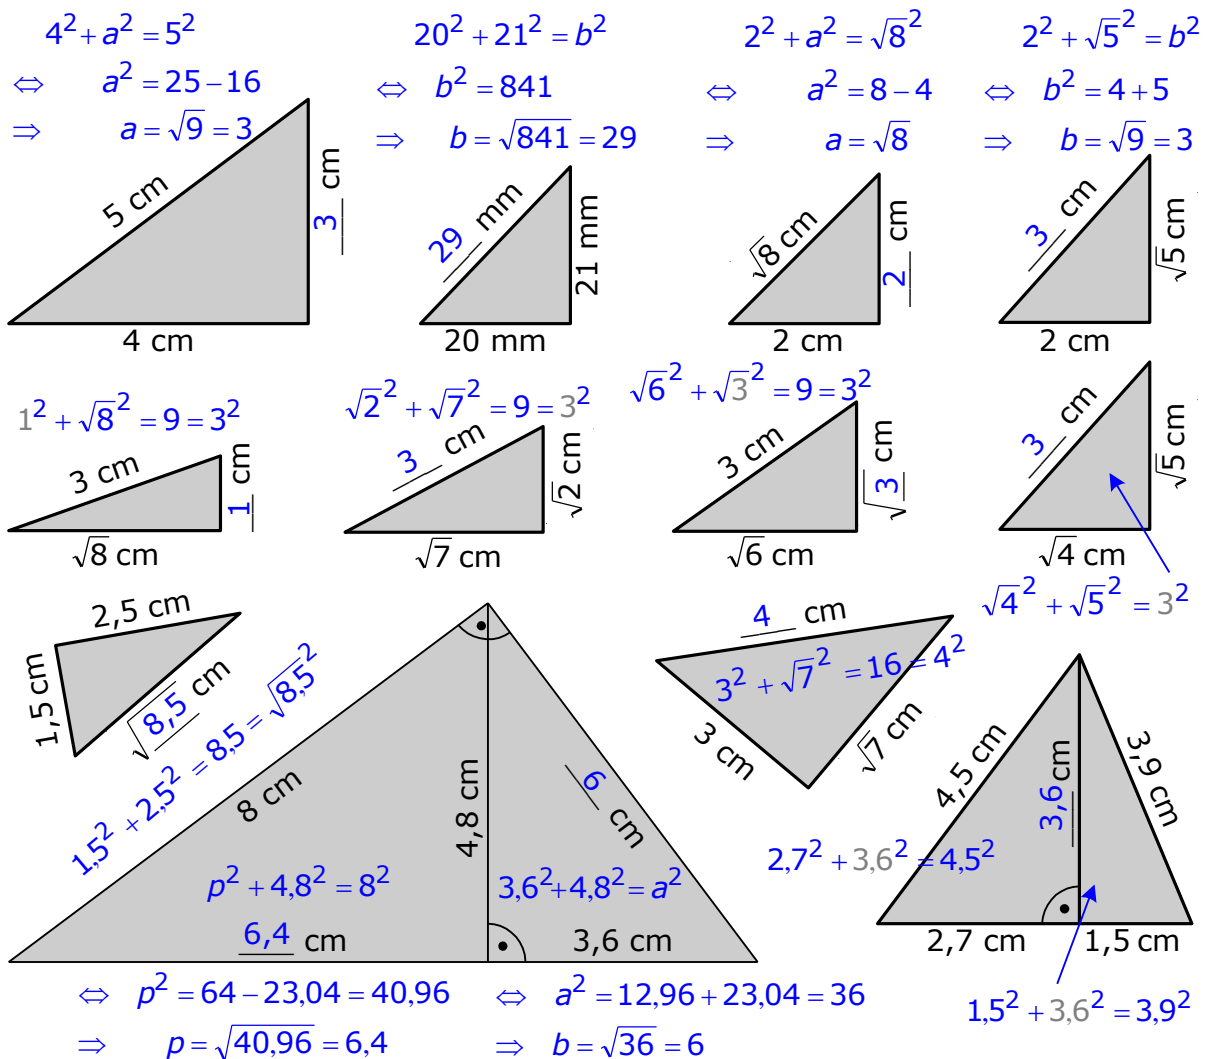 4² + a² = 5²
⇔ a² = 25 – 16
⇒ a = √9 = 3
5 cm
3 cm
4 cm
20² + 21² = b²
⇔ b² = 841
⇒ b = √841 = 29
29 mm
21 mm
20 mm
2² + a² = √8²
⇔ a² = 8 – 4
⇒ a = √8
√8 cm
2 cm
2 cm
2² + √5² = b²
⇔ b² = 4 + 5
⇒ b = √9 = 3
3 cm
√5 cm
2 cm
1² + √8² = 9 = 3²
3 cm
1 cm
√8 cm
√2² + √7² = 9 = 3²
3 cm
√2 cm
√7 cm
√6² + √3² = 9 = 3²
3 cm
√3 cm
√6 cm
3 cm
√5 cm
√4 cm
√4² + √5² = 3²
2,5 cm
1,5 cm
√8,5 cm
1,5² + 2,5² = 8,5 = √8,5²
8 cm
4,8 cm
6 cm
p² + 4,8² = 8²
3,6² + 4,8² = a²
6,4 cm
3,6 cm
⇔ p² = 64 – 23,04 = 40,96
⇒ p = √40,96 = 6,4
⇔ a² = 12,96 + 23,04 = 36
⇒ b = √36 = 6
4 cm
3² + √7² = 16 = 4²
3 cm
√7 cm
4,5 cm
3,6 cm
3,9 cm
2,7² + 3,6² = 4,5²
2,7 cm
1,5 cm
1,5² + 3,6² = 3,9²